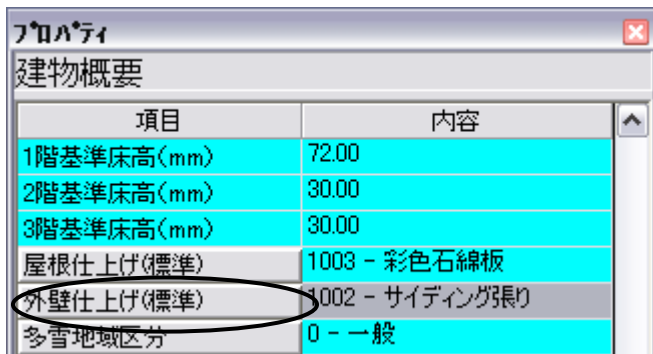 ﾌﾟﾛﾊﾟﾃｨ
建物概要
項目 内容
1階基準床高(mm) 72.00
2階基準床高(mm) 30.00
3階基準床高(mm) 30.00
屋根仕上げ(標準) 1003 - 彩色石綿板
外壁仕上げ(標準) 1002 - サイディング張り
多雪地域区分 0 - 一般